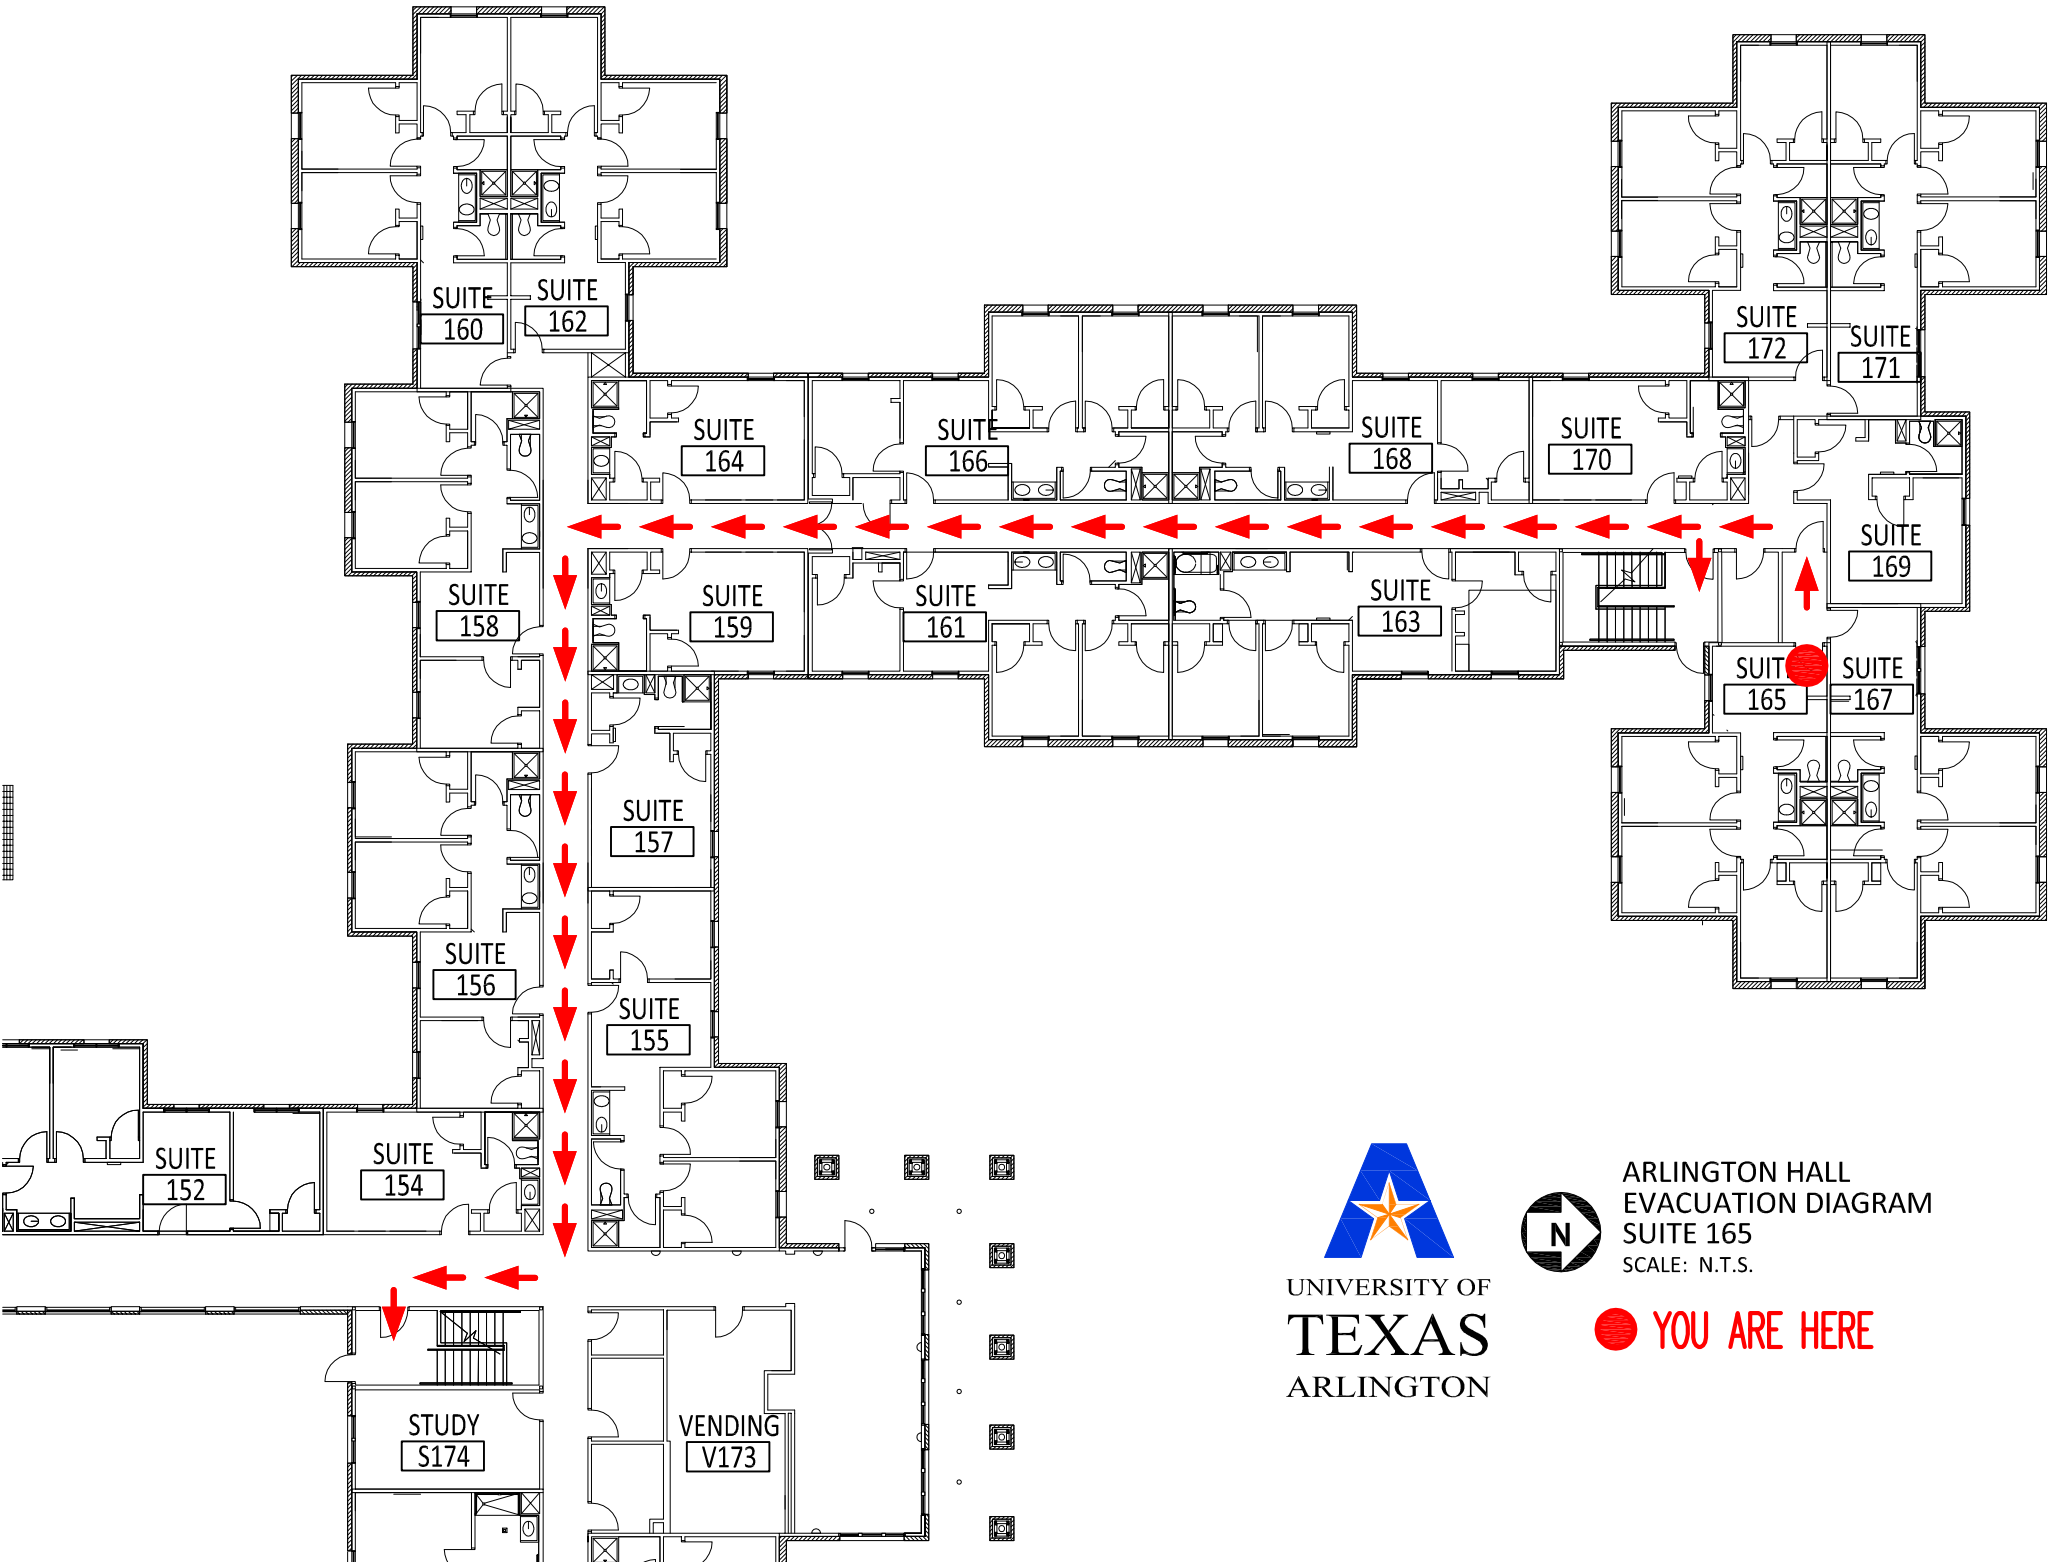 SUITE
160
SUITE
162
SUITE
172
SUITE
171
SUITE
164
SUITE
166
SUITE
168
SUITE
170
SUITE
169
SUITE
158
SUITE
159
SUITE
161
SUITE
163
SUITE
165
SUITE
167
SUITE
157
SUITE
156
SUITE
155
SUITE
152
SUITE
154
STUDY
S174
VENDING
V173
UNIVERSITY OF
TEXAS
ARLINGTON
N
ARLINGTON HALL
EVACUATION DIAGRAM
SUITE 165
SCALE: N.T.S.
YOU ARE HERE